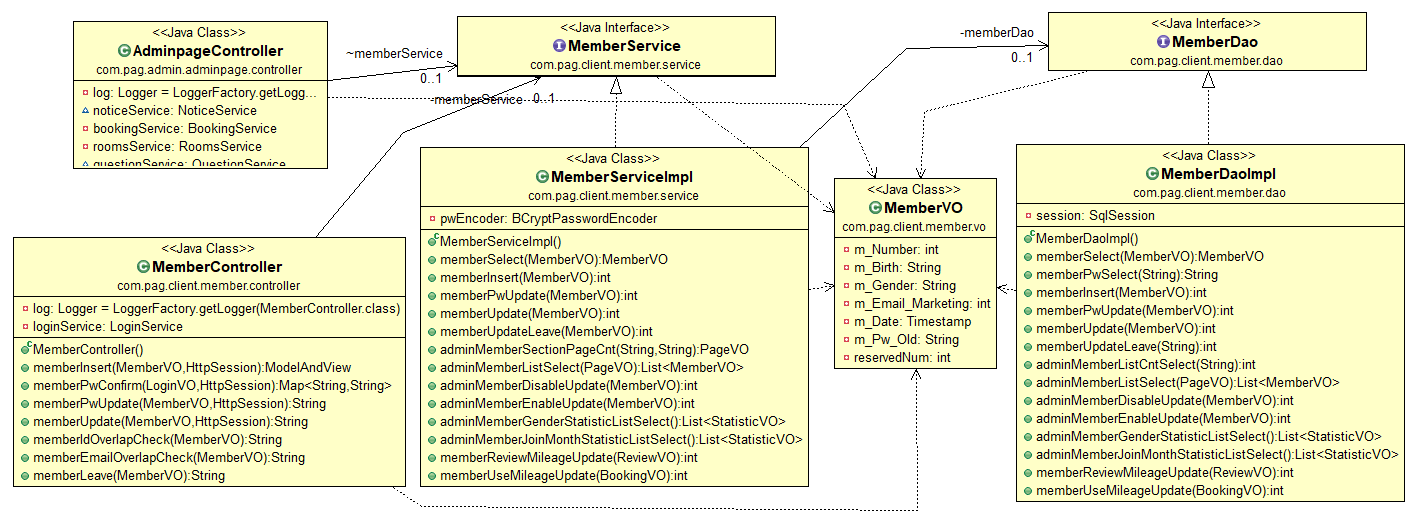 <<Java Class>>
AdminpageController
com.pag.admin.adminpage.controller
log: Logger = LoggerFactory.getLogg...
noticeService: NoticeService
bookingService: BookingService
roomsService: RoomsService
questionService: QuestionService
~memberService
0..1
<<Java Interface>>
MemberService
com.pag.client.member.service
-memberService
0..1
-memberDao
0..1
<<Java Interface>>
MemberDao
com.pag.client.member.dao
<<Java Class>>
MemberController
com.pag.client.member.controller
log: Logger = LoggerFactory.getLogger(MemberController.class)
loginService: LoginService
MemberController()
memberInsert(MemberVO,HttpSession):ModelAndView
memberPwConfirm(LoginVO,HttpSession):Map<String,String>
memberPwUpdate(MemberVO,HttpSession):String
memberUpdate(MemberVO,HttpSession):String
memberIdOverlapCheck(MemberVO):String
memberEmailOverlapCheck(MemberVO):String
memberLeave(MemberVO):String
<<Java Class>>
MemberServiceImpl
com.pag.client.member.service
pwEncoder: BCryptPasswordEncoder
MemberServiceImpl()
memberSelect(MemberVO):MemberVO
memberInsert(MemberVO):int
memberPwUpdate(MemberVO):int
memberUpdate(MemberVO):int
memberUpdateLeave(MemberVO):int
adminMemberSectionPageCnt(String,String):PageVO
adminMemberListSelect(PageVO):List<MemberVO>
adminMemberDisableUpdate(MemberVO):int
adminMemberEnableUpdate(MemberVO):int
adminMemberGenderStatisticListSelect():List<StatisticVO>
adminMemberJoinMonthStatisticListSelect():List<StatisticVO>
memberReviewMileageUpdate(ReviewVO):int
memberUseMileageUpdate(BookingVO):int
<<Java Class>>
MemberVO
com.pag.client.member.vo
m_Number: int
m_Birth: String
m_Gender: String
m_Email_Marketing: int
m_Date: Timestamp
m_Pw_Old: String
reservedNum: int
<<Java Class>>
MemberDaoImpl
com.pag.client.member.dao
session: SqlSession
MemberDaoImpl()
memberSelect(MemberVO):MemberVO
memberPwSelect(String):String
memberInsert(MemberVO):int
memberPwUpdate(MemberVO):int
memberUpdate(MemberVO):int
memberUpdateLeave(String):int
adminMemberListCntSelect(String):int
adminMemberListSelect(PageVO):List<MemberVO>
adminMemberDisableUpdate(MemberVO):int
adminMemberEnableUpdate(MemberVO):int
adminMemberGenderStatisticListSelect():List<StatisticVO>
adminMemberJoinMonthStatisticListSelect():List<StatisticVO>
memberReviewMileageUpdate(ReviewVO):int
memberUseMileageUpdate(BookingVO):int